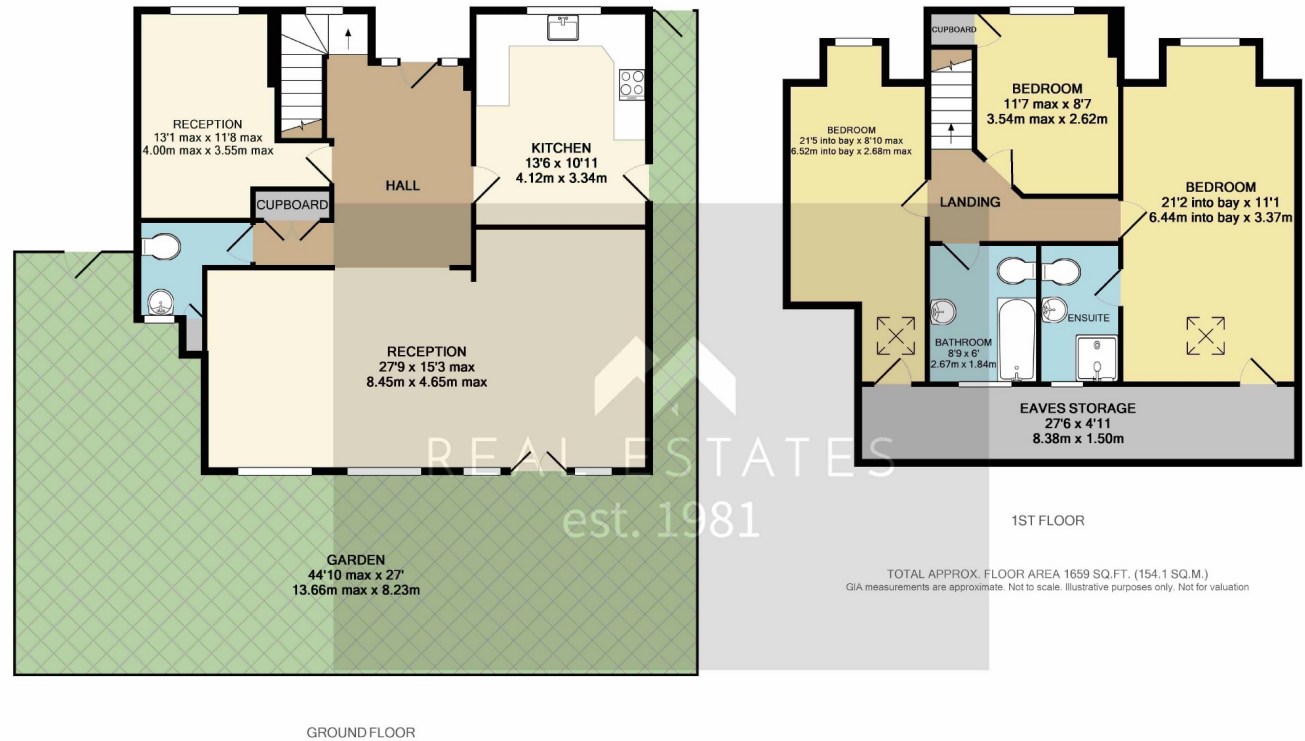 RECEPTION
13'1 max x 11'8 max
4.00m max x 3.55m max
HALL
KITCHEN
13'6 x 10'11
4.12m x 3.34m
CUPBOARD
RECEPTION
27'9 x 15'3 max
8.45m x 4.65m max
GARDEN
44'10 max x 27'
13.66m max x 8.23m
GROUND FLOOR
CUPBOARD
BEDROOM
11'7 max x 8'7
3.54m max x 2.62m
BEDROOM
21'5 into bay x 8'10 max
6.52m into bay x 2.68m max
BEDROOM
21'2 into bay x 11'1
6.44m into bay x 3.37m
LANDING
BATHROOM
8'9 x 6'
2.67m x 1.84m
ENSUITE
EAVES STORAGE
27'6 x 4'11
8.38m x 1.50m
REAL ESTATES
est. 1981
1ST FLOOR
TOTAL APPROX. FLOOR AREA 1659 SQ.FT. (154.1 SQ.M.)
GIA measurements are approximate. Not to scale. Illustrative purposes only. Not for valuation